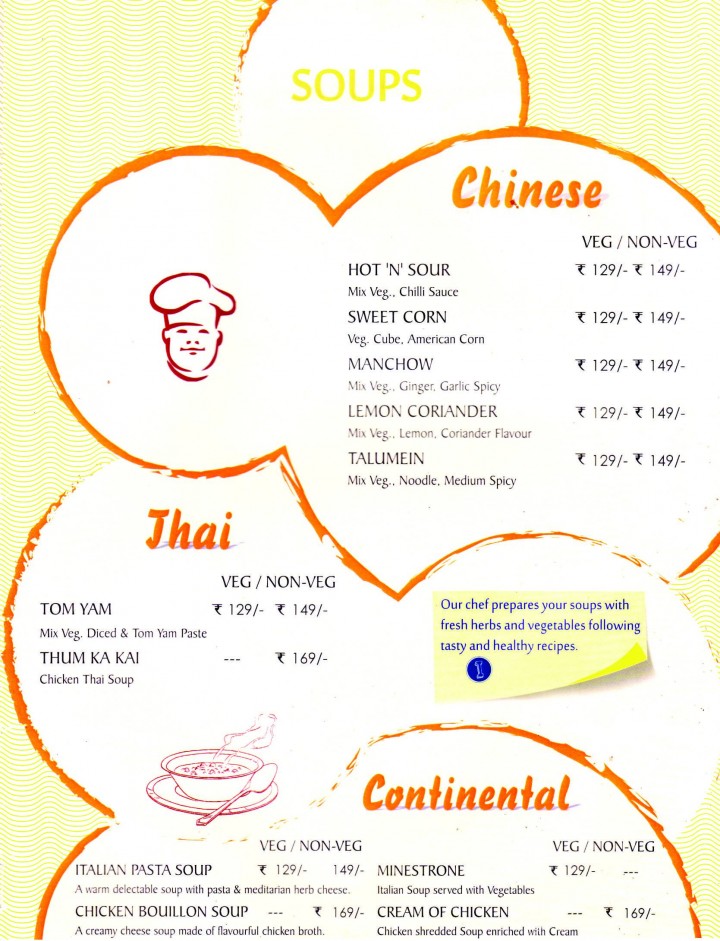 SOUPS
Chinese
VEG / NON-VEG
HOT 'N' SOUR ₹ 129/- ₹ 149/-
Mix Veg., Chilli Sauce
SWEET CORN ₹ 129/- ₹ 149/-
Veg. Cube, American Corn
MANCHOW ₹ 129/- ₹ 149/-
Mix Veg., Ginger, Garlic Spicy
LEMON CORIANDER ₹ 129/- ₹ 149/-
Mix Veg., Lemon, Coriander Flavour
TALUMEIN ₹ 129/- ₹ 149/-
Mix Veg., Noodle, Medium Spicy
Thai
VEG / NON-VEG
TOM YAM ₹ 129/- ₹ 149/-
Mix Veg. Diced & Tom Yam Paste
THUM KA KAI --- ₹ 169/-
Chicken Thai Soup
Our chef prepares your soups with
fresh herbs and vegetables following
tasty and healthy recipes.
1
Continental
VEG / NON-VEG
ITALIAN PASTA SOUP ₹ 129/- 149/-
A warm delectable soup with pasta & meditarian herb cheese.
CHICKEN BOUILLON SOUP --- ₹ 169/-
A creamy cheese soup made of flavourful chicken broth.
VEG / NON-VEG
MINESTRONE ₹ 129/- ---
Italian Soup served with Vegetables
CREAM OF CHICKEN --- ₹ 169/-
Chicken shredded Soup enriched with Cream